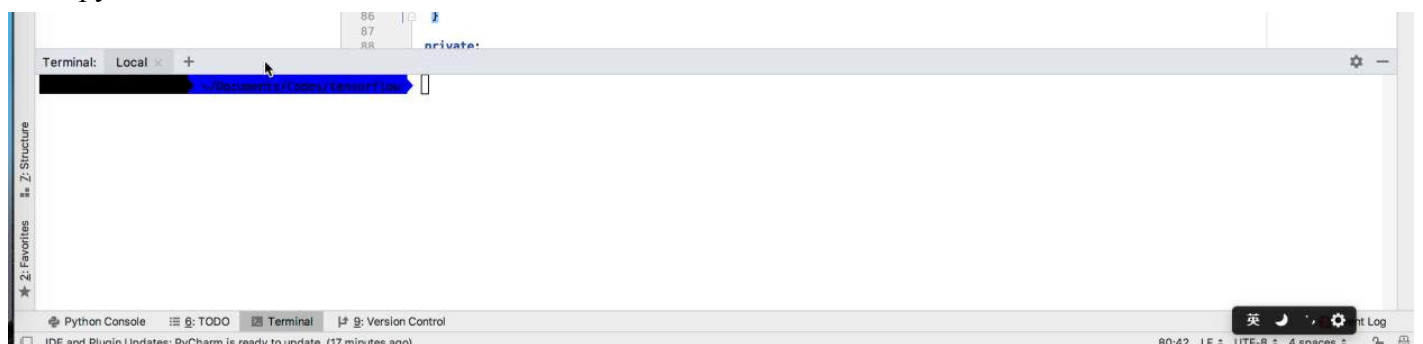 86 }
87
88 private:
Terminal: Local × +
~/Documents/Codes/tensorflow
Z: Structure
2: Favorites
Python Console 6: TODO Terminal 9: Version Control
英
Event Log
IDE and Plugin Updates: PyCharm is ready to update. (17 minutes ago) 80:42 LF UTF-8 4 spaces